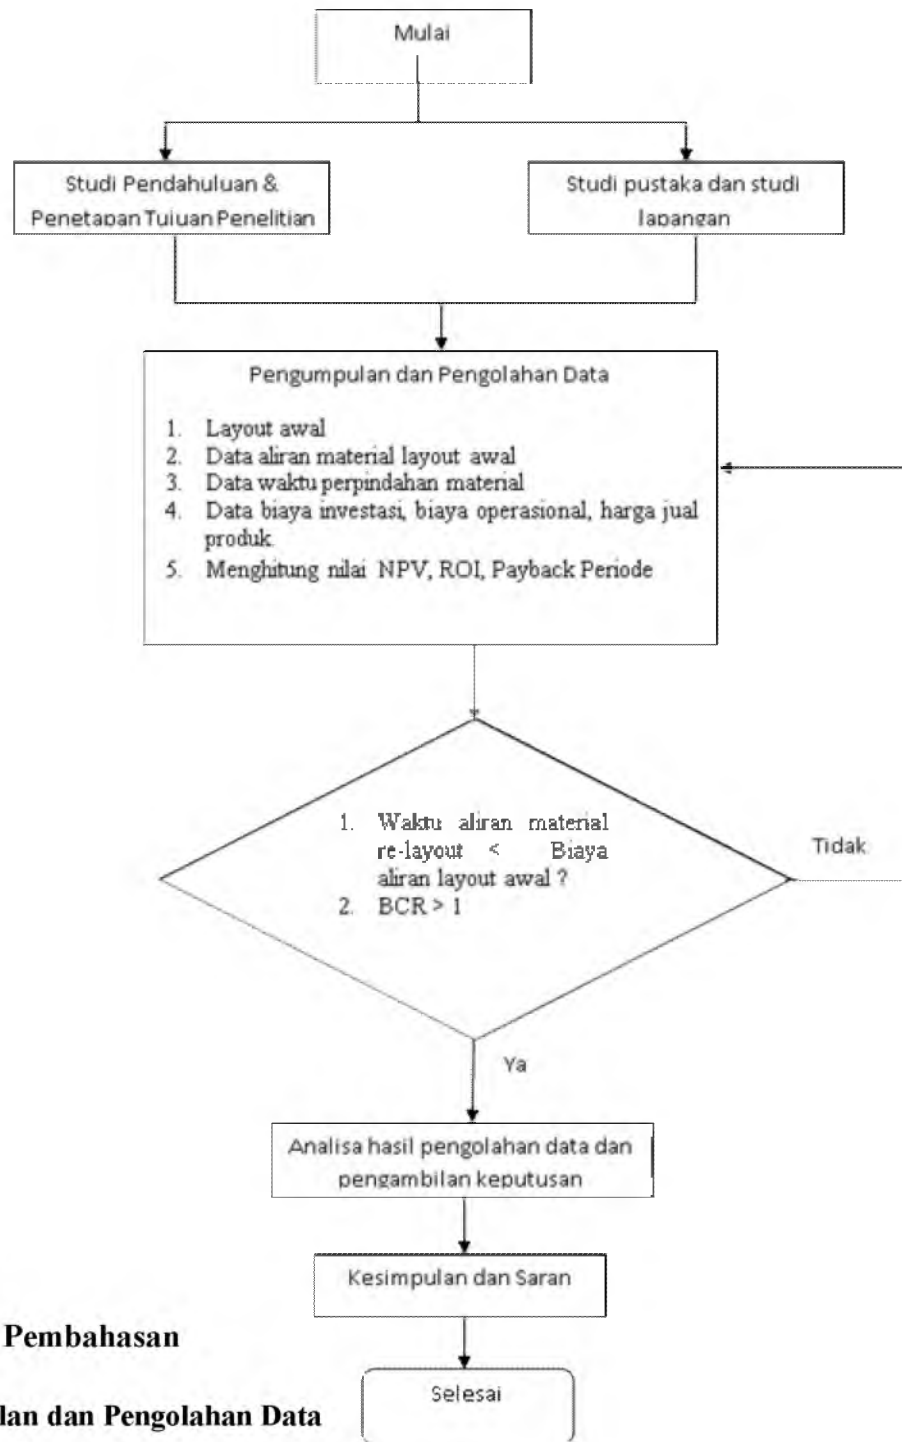 Mulai
Studi Pendahuluan &
Penetapan Tujuan Penelitian
Studi pustaka dan studi
lapangan
Pengumpulan dan Pengolahan Data
1. Layout awal
2. Data aliran material layout awal
3. Data waktu perpindahan material
4. Data biaya investasi, biaya operasional, harga jual
produk
5. Menghitung nilai NPV, ROI, Payback Periode
1. Waktu aliran material
re-layout < Biaya
aliran layout awal ?
2. BCR > 1
Tidak
Ya
Analisa hasil pengolahan data dan
pengambilan keputusan
Kesimpulan dan Saran
Pembahasan
Selesai
lan dan Pengolahan Data